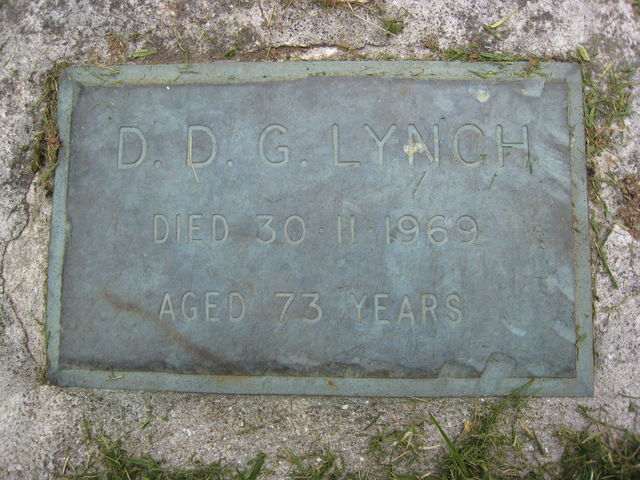 D. D. G. LYNCH
DIED 30·11·1969
AGED 73 YEARS